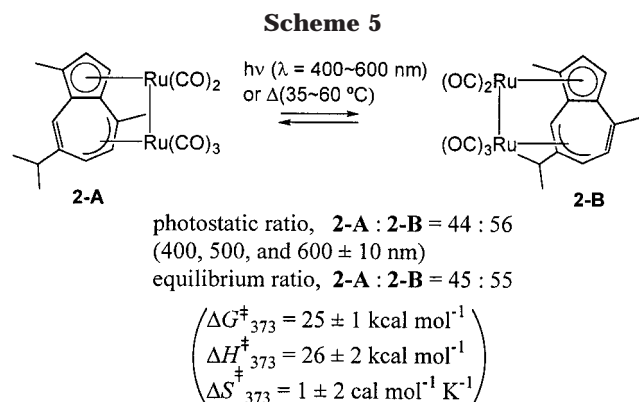 Scheme 5
Ru(CO)2
Ru(CO)3
2-A
hν (λ = 400~600 nm)
or Δ(35~60 ºC)
(OC)2Ru
(OC)3Ru
2-B
photostatic ratio, 2-A : 2-B = 44 : 56
(400, 500, and 600 ± 10 nm)
equilibrium ratio, 2-A : 2-B = 45 : 55
ΔG‡373 = 25 ± 1 kcal mol-1
ΔH‡373 = 26 ± 2 kcal mol-1
ΔS‡373 = 1 ± 2 cal mol-1 K-1